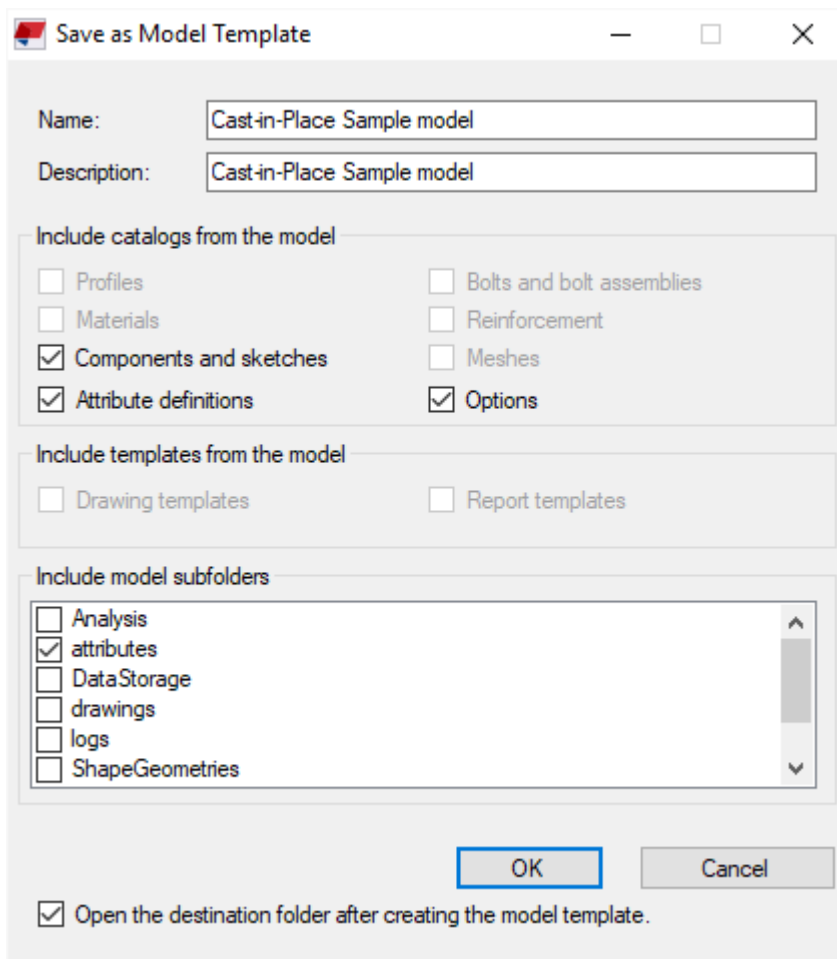 Save as Model Template
Name: Cast-in-Place Sample model
Description: Cast-in-Place Sample model
Include catalogs from the model
Profiles Bolts and bolt assemblies
Materials Reinforcement
Components and sketches Meshes
Attribute definitions Options
Include templates from the model
Drawing templates Report templates
Include model subfolders
Analysis
attributes
DataStorage
drawings
logs
ShapeGeometries
OK Cancel
Open the destination folder after creating the model template.